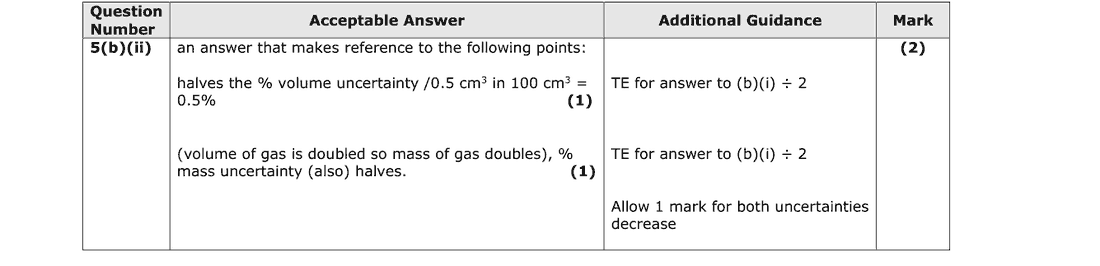 Question Number Acceptable Answer Additional Guidance Mark
5(b)(ii) an answer that makes reference to the following points: (2)
halves the % volume uncertainty /0.5 cm³ in 100 cm³ = TE for answer to (b)(i) ÷ 2
0.5% (1)
(volume of gas is doubled so mass of gas doubles), % TE for answer to (b)(i) ÷ 2
mass uncertainty (also) halves. (1)
Allow 1 mark for both uncertainties
decrease